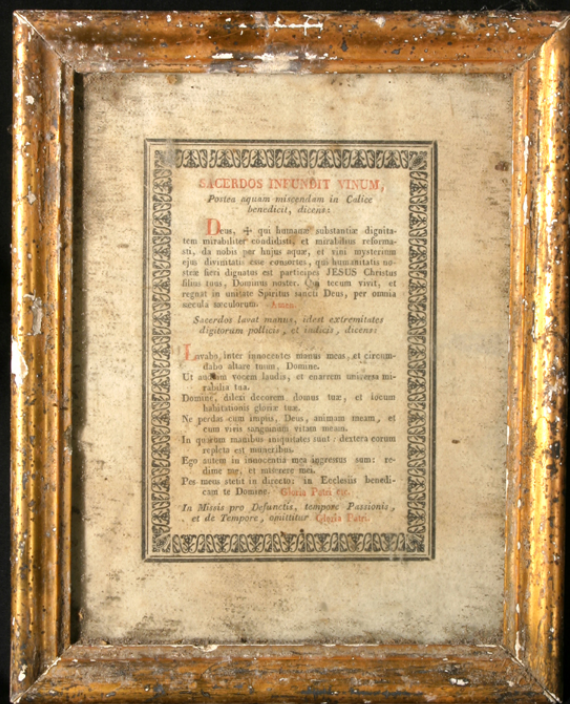 SACERDOS INFUNDIT VINUM,
Postea aquam miscendam in Calice
benedicit, dicens:
Deus, ✠ qui humanæ substantiæ dignita-
tem mirabiliter condidisti, et mirabilius reforma-
sti, da nobis per hujus aquæ, et vini mysterium
ejus divinitatis esse consortes, qui humanitatis no-
stræ fieri dignatus est particeps JESUS Christus
filius tuus, Dominus noster. Qui tecum vivit, et
regnat in unitate Spiritus sancti Deus, per omnia
sæcula sæculorum. Amen.
Sacerdos lavat manus, idest extremitates
digitorum pollicis, et indicis, dicens:
Lavabo, inter innocentes manus meas, et circum-
dabo altare tuum, Domine.
Ut audiam vocem laudis, et enarrem universa mi-
rabilia tua.
Domine, dilexi decorem domus tuæ, et locum
habitationis gloriæ tuæ.
Ne perdas cum impiis, Deus, animam meam, et
cum viris sanguinum vitam meam.
In quorum manibus iniquitates sunt: dextera eorum
repleta est muneribus.
Ego autem in innocentia mea ingressus sum: re-
dime me, et miserere mei.
Pes meus stetit in directo: in Ecclesiis benedi-
cam te Domine. Gloria Patri etc.
In Missis pro Defunctis, tempore Passionis,
et de Tempore, omittitur Gloria Patri.